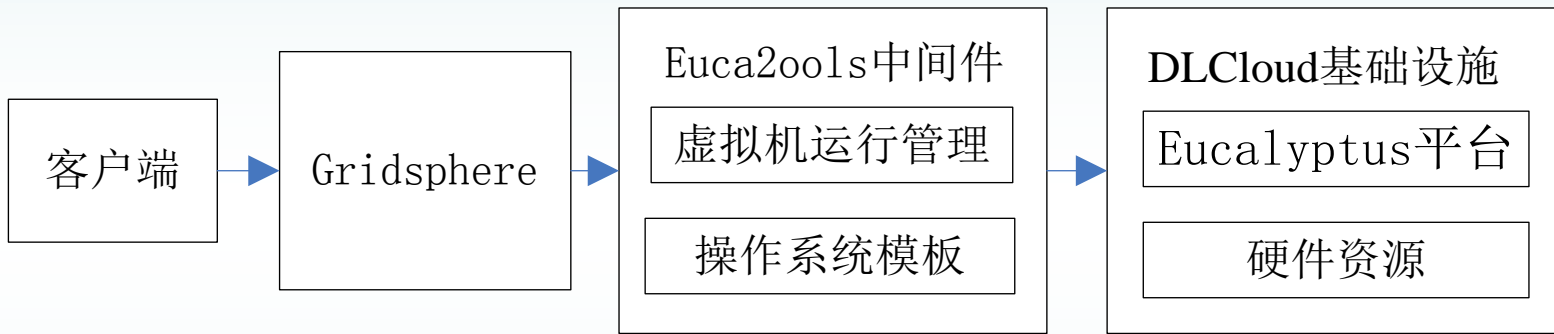 客户端
Gridsphere
Euca2ools中间件
虚拟机运行管理
操作系统模板
DLCloud基础设施
Eucalyptus平台
硬件资源